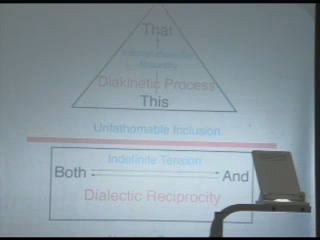 That
Diakinetic Process
This
Unfathomable Inclusion
Indefinite Tension
Both And
Dialectic Reciprocity